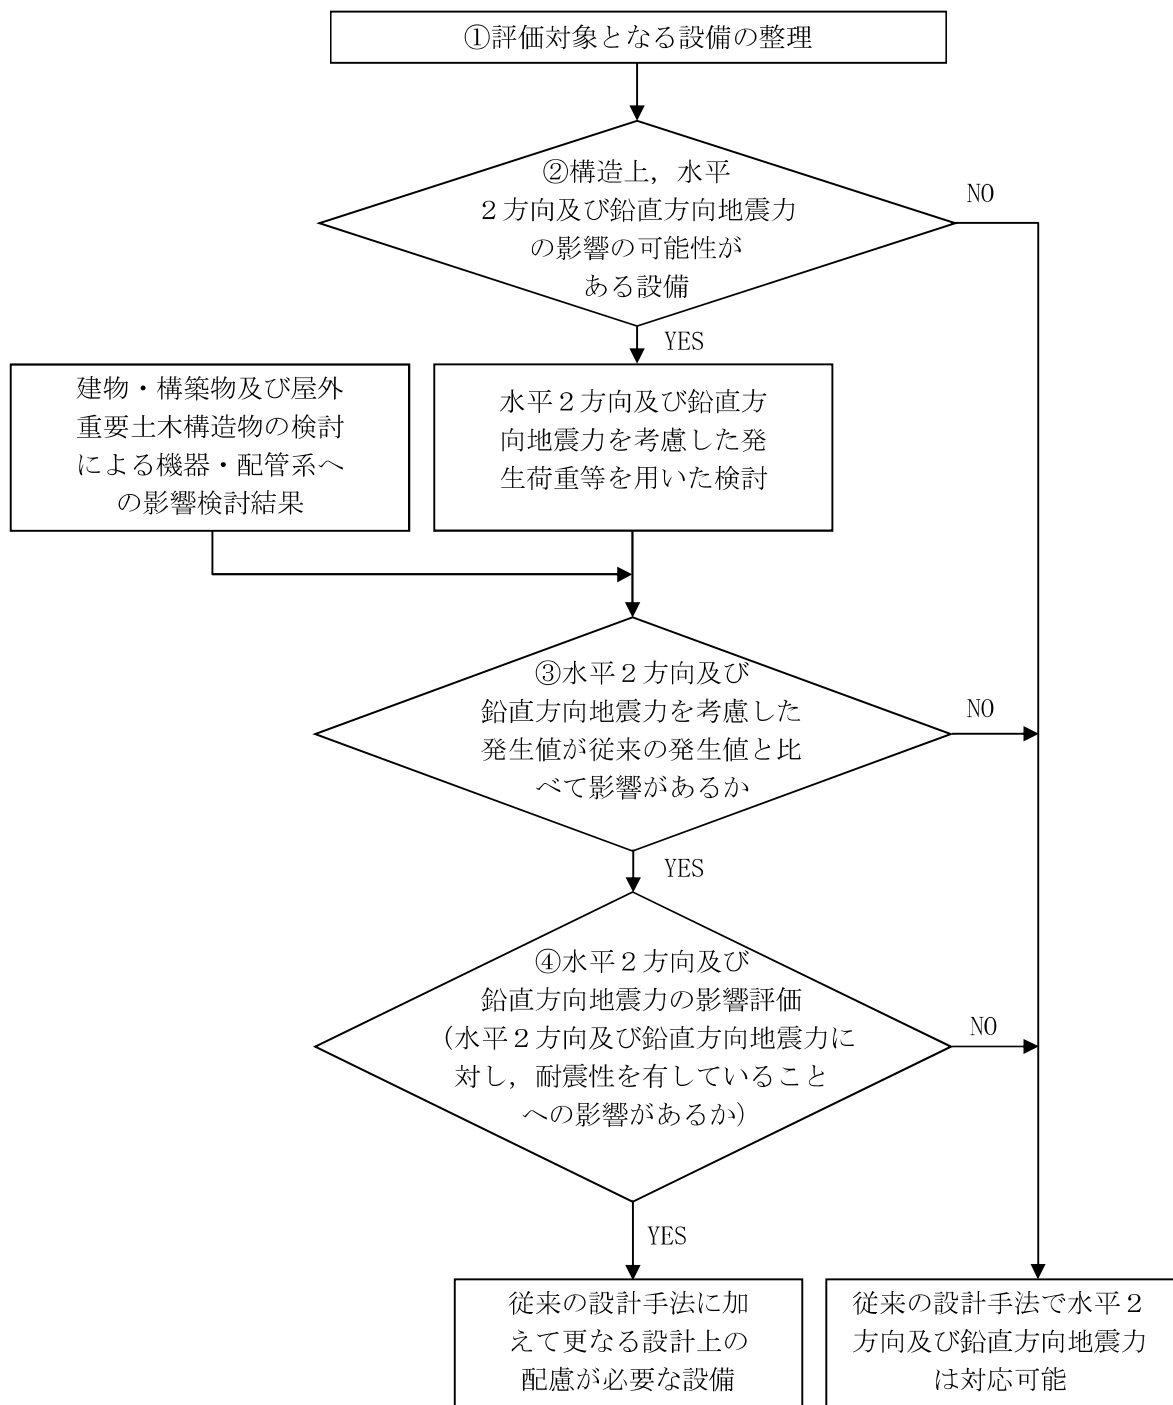 ①評価対象となる設備の整理
②構造上，水平
２方向及び鉛直方向地震力
の影響の可能性が
ある設備
NO
YES
建物・構築物及び屋外
重要土木構造物の検討
による機器・配管系へ
の影響検討結果
水平２方向及び鉛直方
向地震力を考慮した発
生荷重等を用いた検討
③水平２方向及び
鉛直方向地震力を考慮した
発生値が従来の発生値と比
べて影響があるか
NO
YES
④水平２方向及び
鉛直方向地震力の影響評価
（水平２方向及び鉛直方向地震力に
対し，耐震性を有していること
への影響があるか）
NO
YES
従来の設計手法に加
えて更なる設計上の
配慮が必要な設備
従来の設計手法で水平２
方向及び鉛直方向地震力
は対応可能